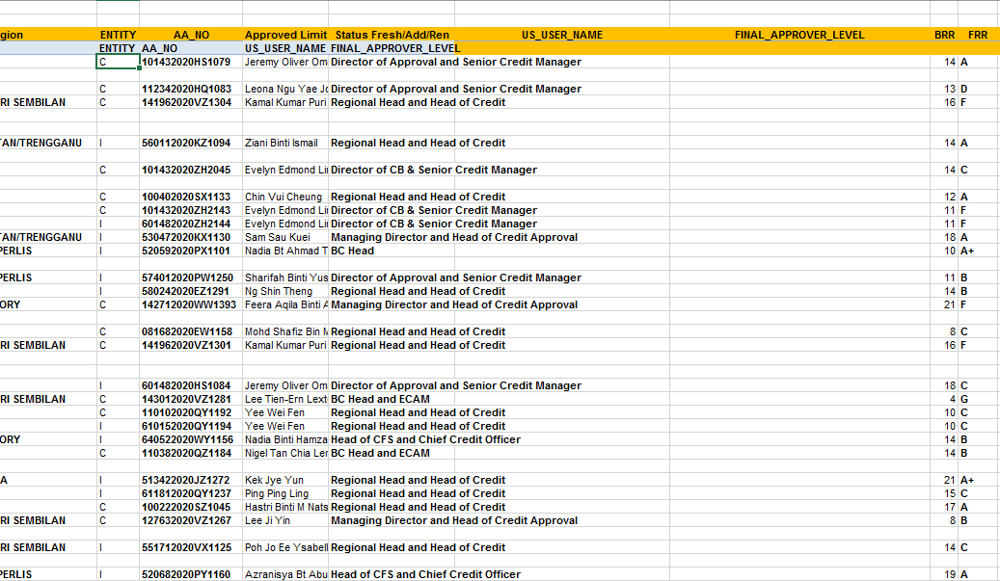 gion ENTITY AA_NO Approved Limit Status Fresh/Add/Ren US_USER_NAME FINAL_APPROVER_LEVEL BRR FRR
ENTITY AA_NO US_USER_NAME FINAL_APPROVER_LEVEL
C 101432020HS1079 Jeremy Oliver Om Director of Approval and Senior Credit Manager 14 A
C 112342020HQ1083 Leona Ngu Yae Jo Director of Approval and Senior Credit Manager 13 D
RI SEMBILAN C 141962020VZ1304 Kamal Kumar Puri Regional Head and Head of Credit 16 F
TAN/TRENGGANU I 560112020KZ1094 Ziani Binti Ismail Regional Head and Head of Credit 14 A
C 101432020ZH2045 Evelyn Edmond Lin Director of CB & Senior Credit Manager 14 C
C 100402020SX1133 Chin Vui Cheung Regional Head and Head of Credit 12 A
C 101432020ZH2143 Evelyn Edmond Lin Director of CB & Senior Credit Manager 11 F
I 601482020ZH2144 Evelyn Edmond Lin Director of CB & Senior Credit Manager 11 F
TAN/TRENGGANU I 530472020KX1130 Sam Sau Kuei Managing Director and Head of Credit Approval 18 A
PERLIS I 520592020PX1101 Nadia Bt Ahmad T BC Head 10 A+
PERLIS I 574012020PW1250 Sharifah Binti Yus Director of Approval and Senior Credit Manager 11 B
I 580242020EZ1291 Ng Shin Theng Regional Head and Head of Credit 14 B
ORY C 142712020WW1393 Feera Aqila Binti A Managing Director and Head of Credit Approval 21 F
C 081682020EW1158 Mohd Shafiz Bin M Regional Head and Head of Credit 8 C
RI SEMBILAN C 141962020VZ1301 Kamal Kumar Puri Regional Head and Head of Credit 16 F
I 601482020HS1084 Jeremy Oliver Om Director of Approval and Senior Credit Manager 18 C
RI SEMBILAN C 143012020VZ1281 Lee Tien-Ern Lext BC Head and ECAM 4 G
C 110102020QY1192 Yee Wei Fen Regional Head and Head of Credit 10 C
I 610152020QY1194 Yee Wei Fen Regional Head and Head of Credit 10 C
ORY I 640522020WY1156 Nadia Binti Hamza Head of CFS and Chief Credit Officer 14 B
C 110382020QZ1184 Nigel Tan Chia Ler BC Head and ECAM 14 B
A I 513422020JZ1272 Kek Jye Yun Regional Head and Head of Credit 21 A+
I 611812020QY1237 Ping Ping Ling Regional Head and Head of Credit 15 C
C 100222020SZ1045 Hastri Binti M Nats Regional Head and Head of Credit 17 A
RI SEMBILAN C 127632020VZ1267 Lee Ji Yin Managing Director and Head of Credit Approval 8 B
RI SEMBILAN I 551712020VX1125 Poh Jo Ee Ysabell Regional Head and Head of Credit 14 C
PERLIS I 520682020PY1160 Azranisya Bt Abu Head of CFS and Chief Credit Officer 19 A